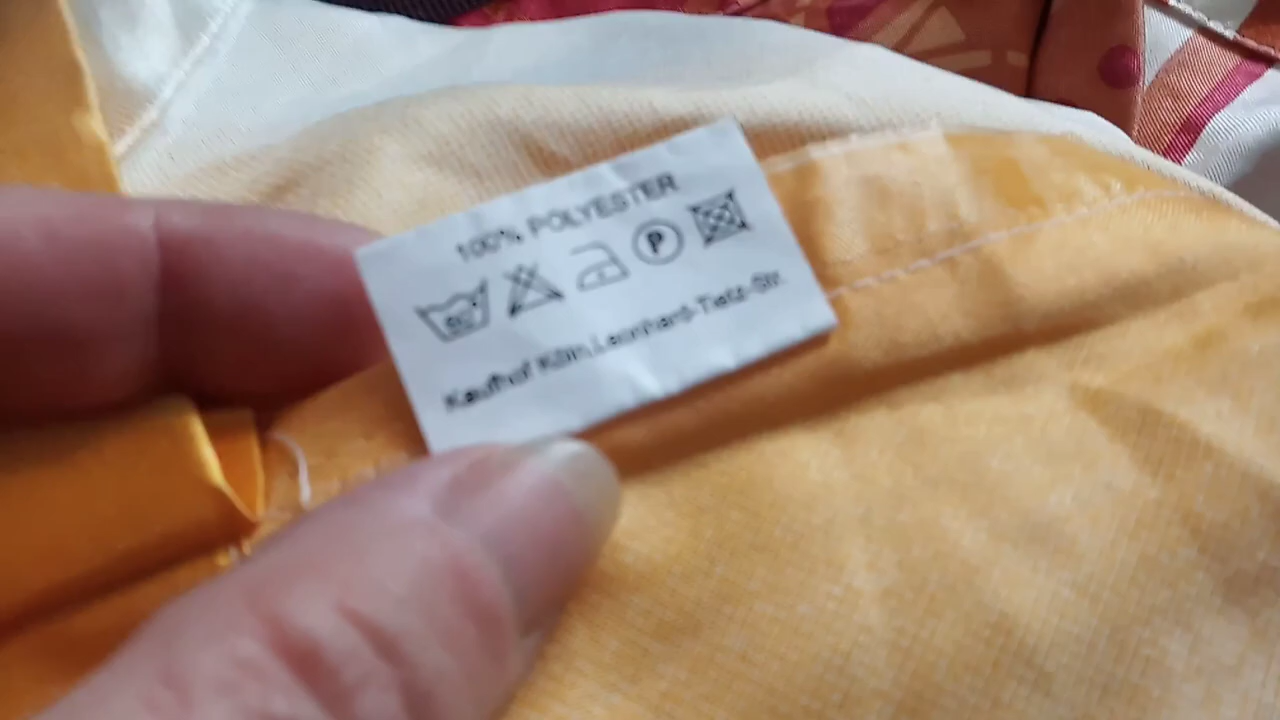 100% POLYESTER
P
Kaufhof Köln, Leonhard-Tietz-Str.